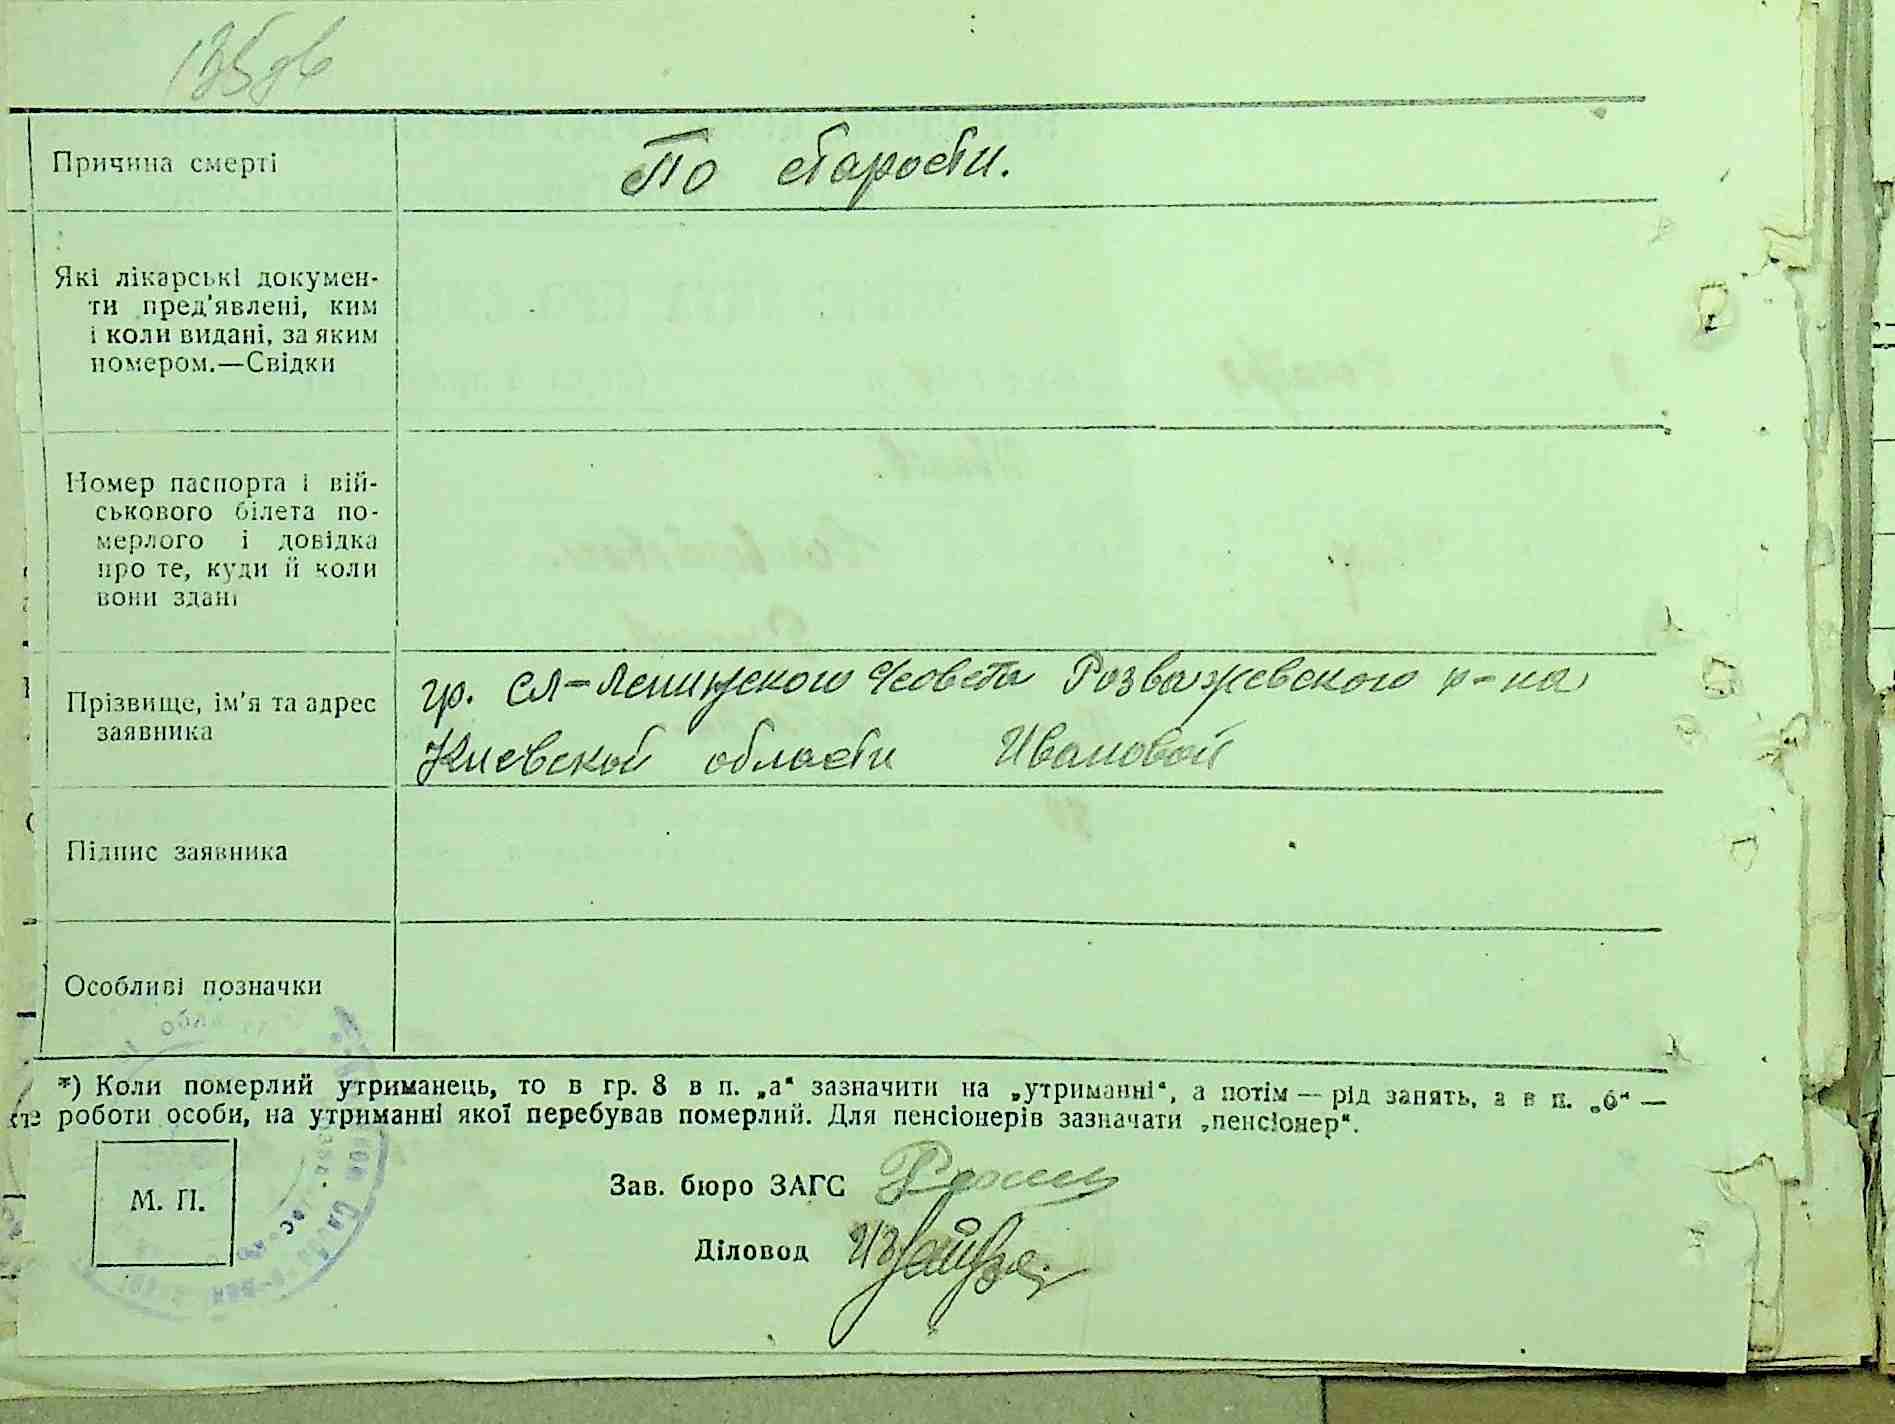 Причина смерті
По старости.
Які лікарські докумен-
ти пред'явлені, ким
і коли видані, за яким
номером.—Свідки
Номер паспорта і вій-
ськового білета по-
мерлого і довідка
про те, куди й коли
вони здані
Прізвище, ім'я та адрес
заявника
гр. Сл-Ленинского с/совета Розважевского р-на
Киевской области Ивановой
Підпис заявника
Особливі позначки
*) Коли померлий утриманець, то в гр. 8 в п. „а“ зазначити на „утриманні“, а потім — рід занять, а в п. „б“ —
роботи особи, на утриманні якої перебував померлий. Для пенсіонерів зазначати „пенсіонер“.
М. П.
Зав. бюро ЗАГС
Діловод